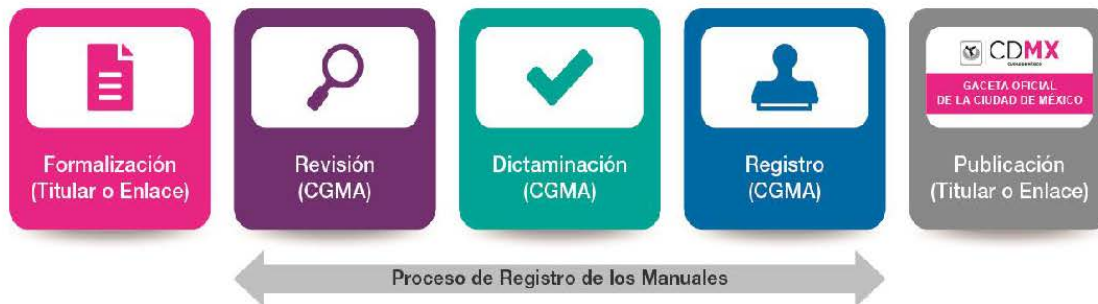 CDMX
GACETA OFICIAL
DE LA CIUDAD DE MÉXICO
Formalización
(Titular o Enlace)
Revisión
(CGMA)
Dictaminación
(CGMA)
Registro
(CGMA)
Publicación
(Titular o Enlace)
Proceso de Registro de los Manuales